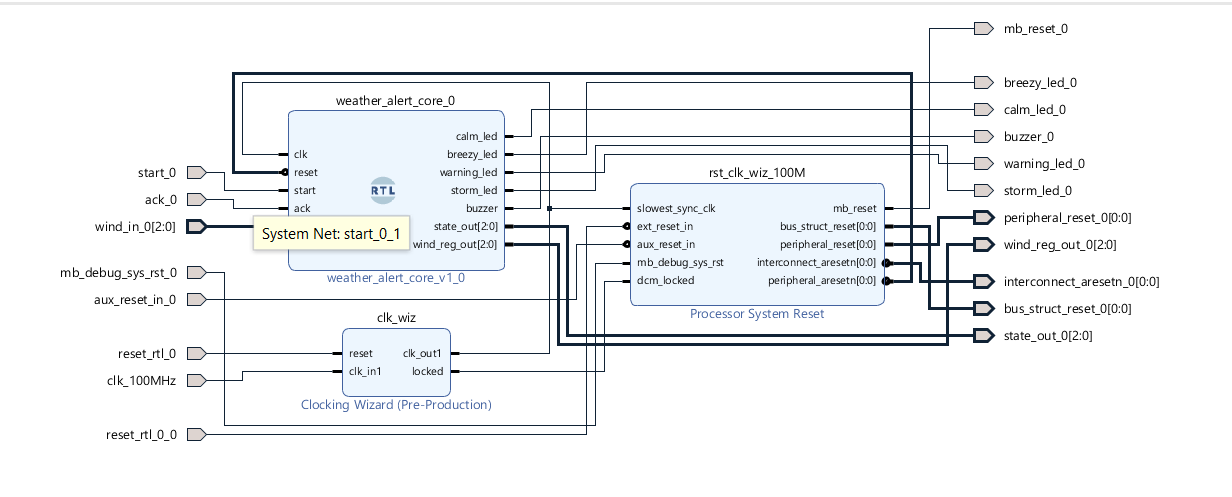 mb_reset_0
breezy_led_0
weather_alert_core_0
calm_led_0
calm_led
buzzer_0
clk
breezy_led
warning_led_0
start_0
reset
warning_led
rst_clk_wiz_100M
start
storm_led
storm_led_0
ack_0
ack
buzzer
slowest_sync_clk
mb_reset
peripheral_reset_0[0:0]
wind_in_0[2:0]
System Net: start_0_1
state_out[2:0]
ext_reset_in
bus_struct_reset[0:0]
wind_reg_out[2:0]
aux_reset_in
peripheral_reset[0:0]
wind_reg_out_0[2:0]
mb_debug_sys_rst
interconnect_aresetn[0:0]
mb_debug_sys_rst_0
weather_alert_core_v1_0
dcm_locked
peripheral_aresetn[0:0]
interconnect_aresetn_0[0:0]
aux_reset_in_0
bus_struct_reset_0[0:0]
clk_wiz
Processor System Reset
state_out_0[2:0]
reset_rtl_0
reset
clk_out1
clk_100MHz
clk_in1
locked
Clocking Wizard (Pre-Production)
reset_rtl_0_0
RTL